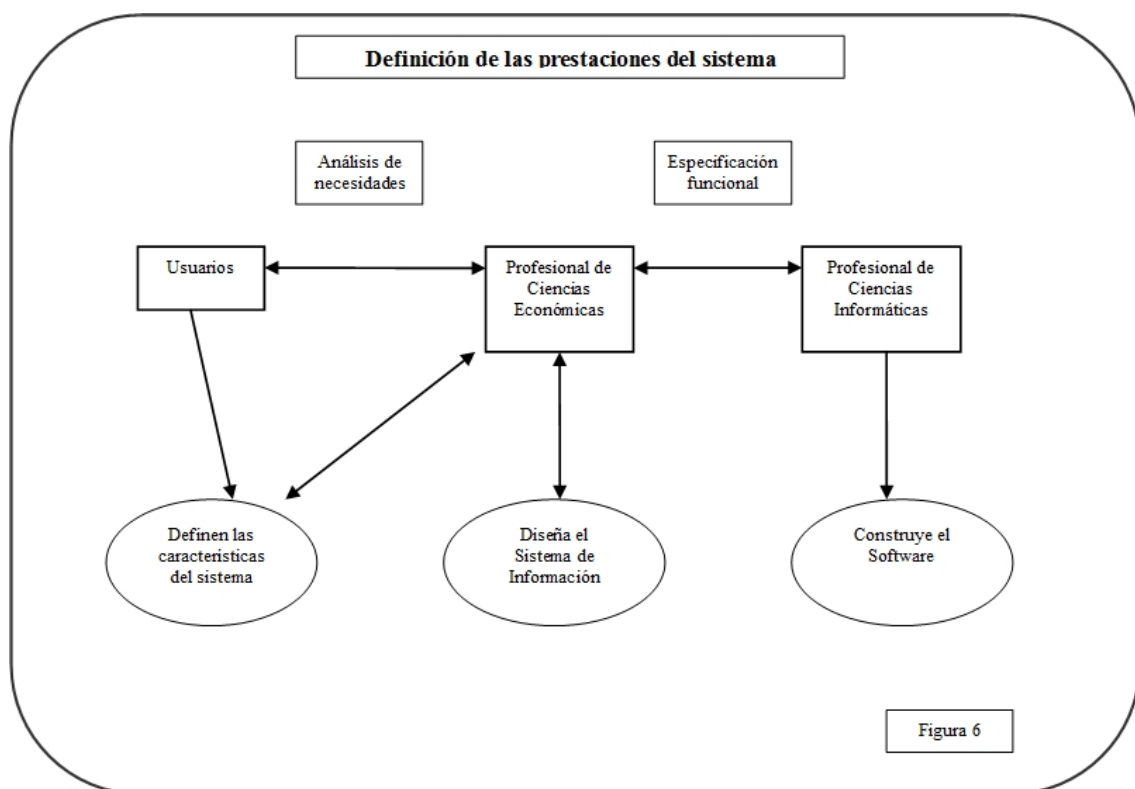 Definición de las prestaciones del sistema
Análisis de
necesidades
Especificación
funcional
Usuarios
Profesional de
Ciencias
Económicas
Profesional de
Ciencias
Informáticas
Definen las
características
del sistema
Diseña el
Sistema de
Información
Construye el
Software
Figura 6